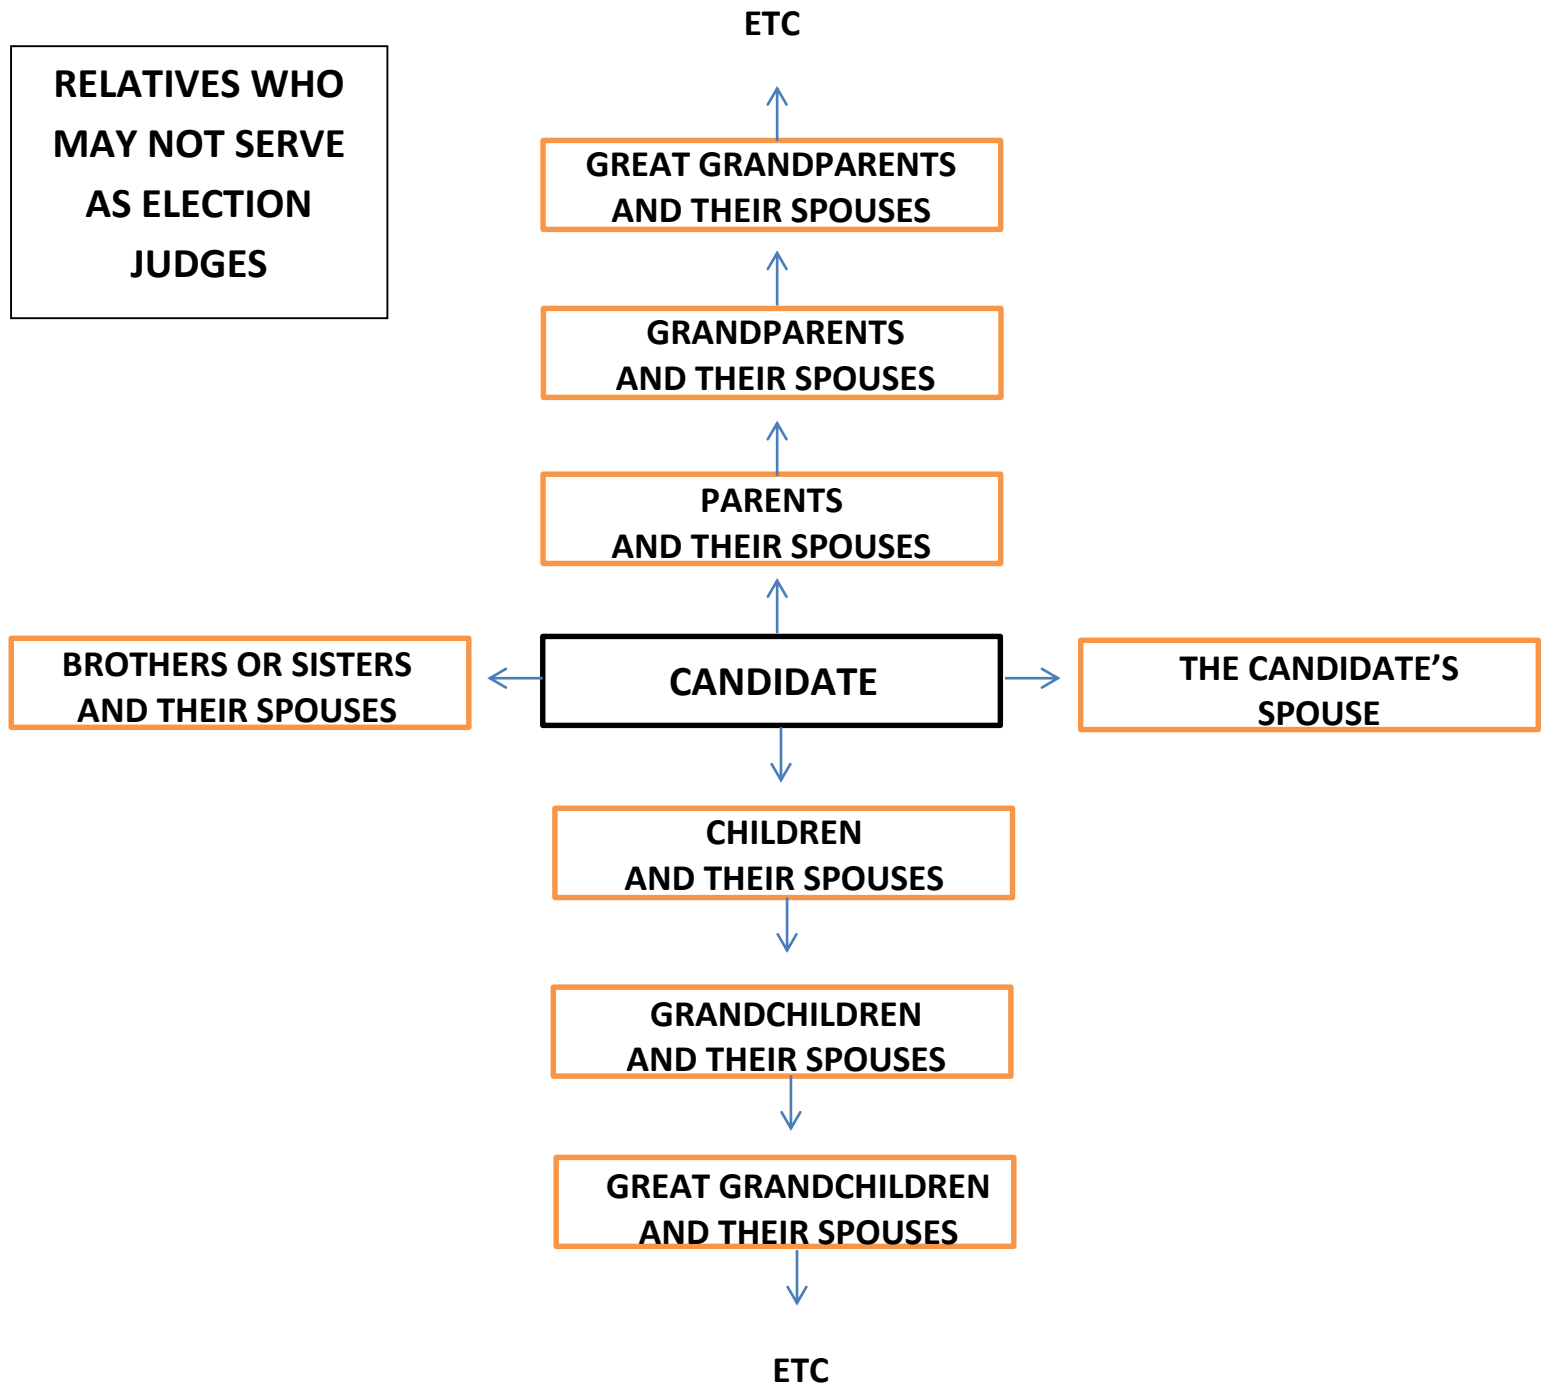 ETC
RELATIVES WHO
MAY NOT SERVE
AS ELECTION
JUDGES
GREAT GRANDPARENTS
AND THEIR SPOUSES
GRANDPARENTS
AND THEIR SPOUSES
PARENTS
AND THEIR SPOUSES
BROTHERS OR SISTERS
AND THEIR SPOUSES
CANDIDATE
THE CANDIDATE’S
SPOUSE
CHILDREN
AND THEIR SPOUSES
GRANDCHILDREN
AND THEIR SPOUSES
GREAT GRANDCHILDREN
AND THEIR SPOUSES
ETC